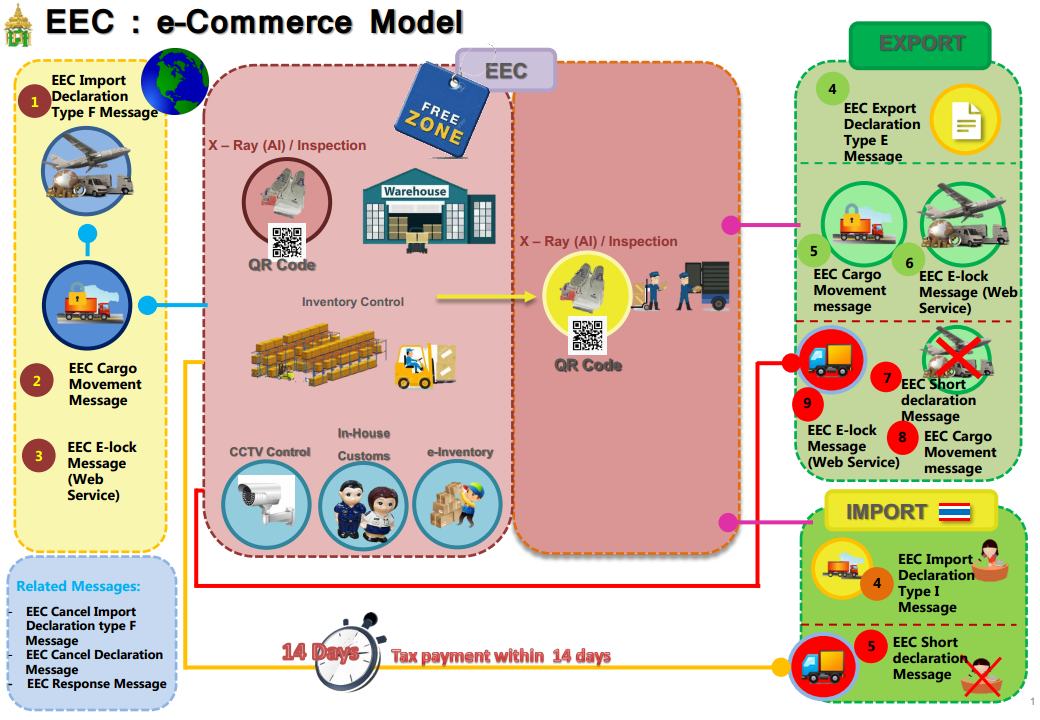 EEC : e-Commerce Model
1
EEC Import
Declaration
Type F Message
2
EEC Cargo
Movement
Message
3
EEC E-lock
Message
(Web
Service)
Related Messages:
- EEC Cancel Import
Declaration type F
Message
- EEC Cancel Declaration
Message
- EEC Response Message
EEC
FREE
ZONE
X – Ray (AI) / Inspection
QR Code
Warehouse
Inventory Control
CCTV Control
In-House
Customs
e-Inventory
X – Ray (AI) / Inspection
QR Code
14 Days
Tax payment within 14 days
EXPORT
4
EEC Export
Declaration
Type E
Message
5
EEC Cargo
Movement
message
6
EEC E-lock
Message (Web
Service)
7
EEC Short
declaration
Message
9
EEC E-lock
Message
(Web Service)
8
EEC Cargo
Movement
message
IMPORT
4
EEC Import
Declaration
Type I
Message
5
EEC Short
declaration
Message
1